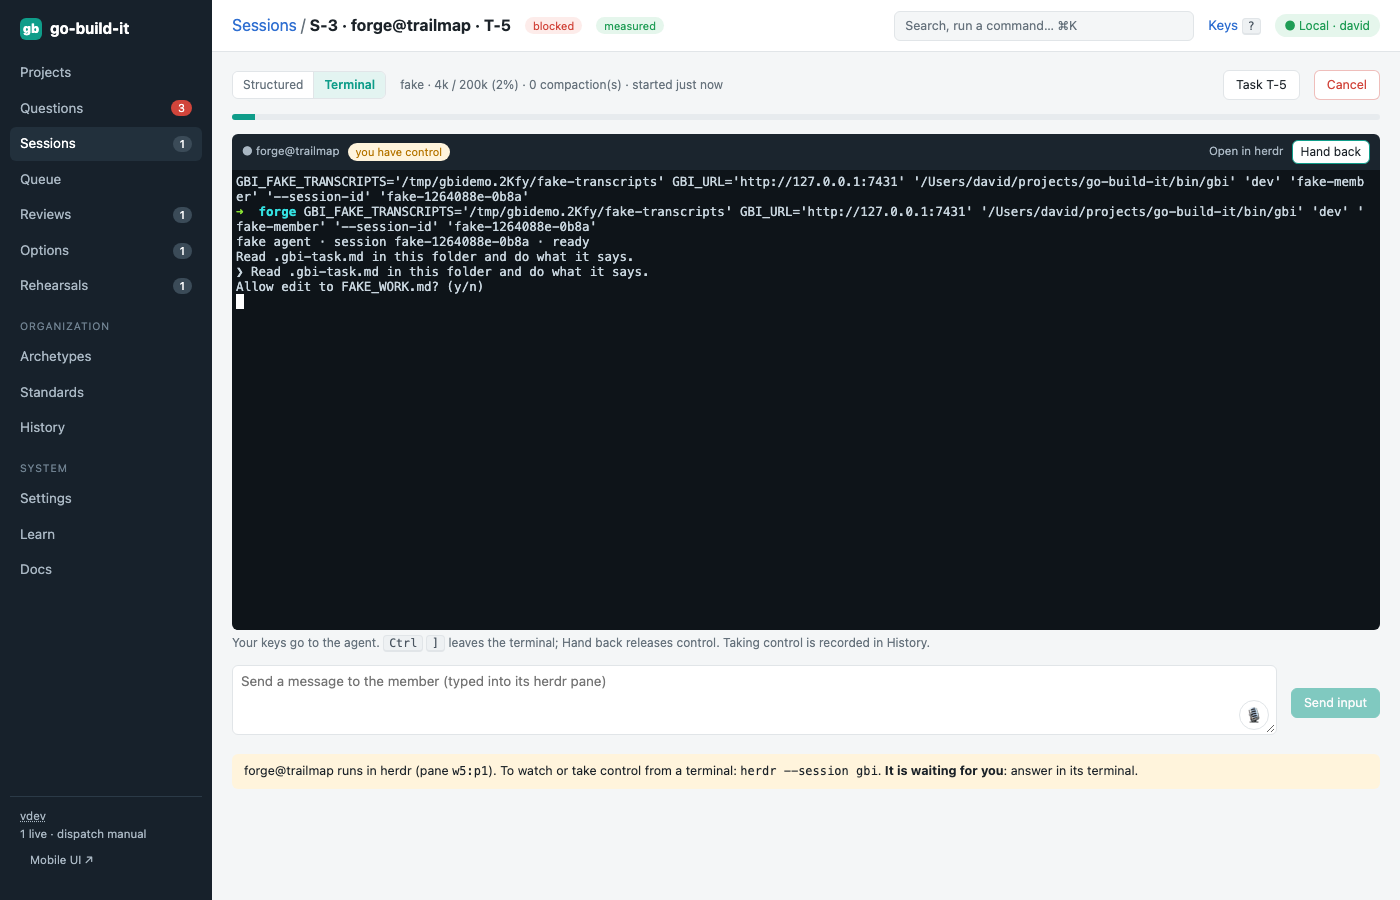 gb go-build-it
Projects
Questions 3
Sessions 1
Queue
Reviews 1
Options 1
Rehearsals 1
ORGANIZATION
Archetypes
Standards
History
SYSTEM
Settings
Learn
Docs
vdev
1 live · dispatch manual
Mobile UI ↗
Sessions / S-3 · forge@trailmap · T-5 blocked measured
Search, run a command... ⌘K
Keys ?
Local · david
Structured Terminal fake · 4k / 200k (2%) · 0 compaction(s) · started just now
Task T-5 Cancel
forge@trailmap you have control
Open in herdr Hand back
GBI_FAKE_TRANSCRIPTS='/tmp/gbidemo.2Kfy/fake-transcripts' GBI_URL='http://127.0.0.1:7431' '/Users/david/projects/go-build-it/bin/gbi' 'dev' 'fake-memb
er' '--session-id' 'fake-1264088e-0b8a'
➜  forge GBI_FAKE_TRANSCRIPTS='/tmp/gbidemo.2Kfy/fake-transcripts' GBI_URL='http://127.0.0.1:7431' '/Users/david/projects/go-build-it/bin/gbi' 'dev' '
fake-member' '--session-id' 'fake-1264088e-0b8a'
fake agent · session fake-1264088e-0b8a · ready
Read .gbi-task.md in this folder and do what it says.
❯ Read .gbi-task.md in this folder and do what it says.
Allow edit to FAKE_WORK.md? (y/n)
Your keys go to the agent. Ctrl ] leaves the terminal; Hand back releases control. Taking control is recorded in History.
Send a message to the member (typed into its herdr pane)
Send input
forge@trailmap runs in herdr (pane w5:p1). To watch or take control from a terminal: herdr --session gbi. It is waiting for you: answer in its terminal.